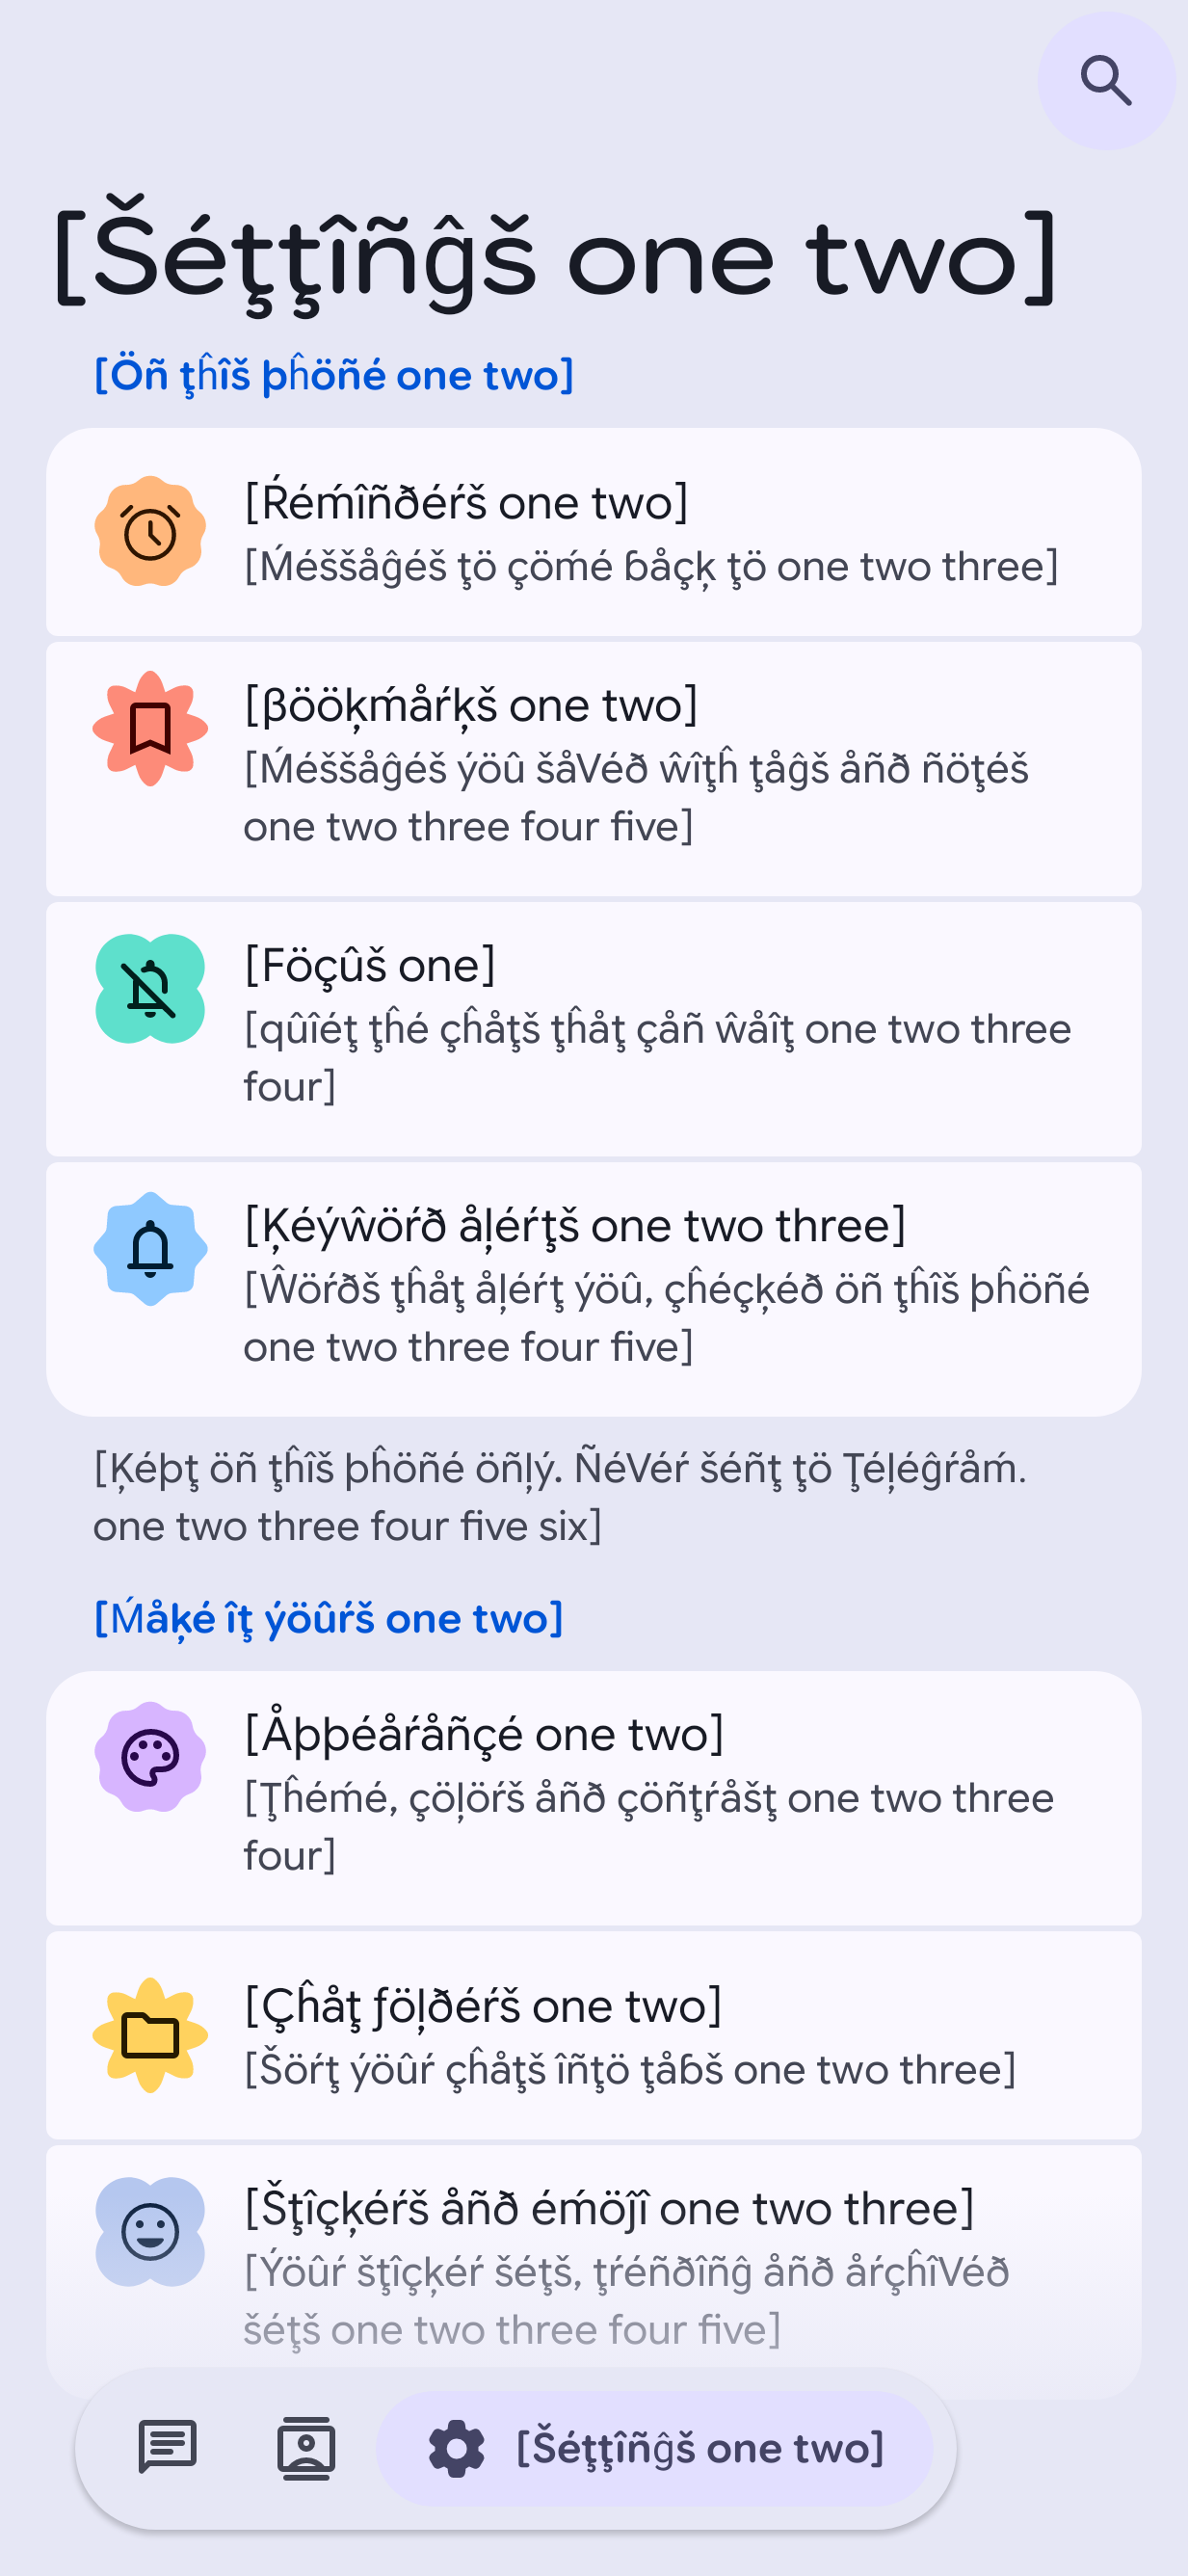 [Šéţţîñĝš one two]
[Öñ ţĥîš þĥöñé one two]
[Ŕéḿîñðéŕš one two]
[Ḿéššåĝéš ţö çöḿé ɓåçķ ţö one two three]
[βööķḿåŕķš one two]
[Ḿéššåĝéš ýöû šåVéð ŵîţĥ ţåĝš åñð ñöţéš
one two three four five]
[Föçûš one]
[qûîéţ ţĥé çĥåţš ţĥåţ çåñ ŵåîţ one two three
four]
[Ķéýŵöŕð åļéŕţš one two three]
[Ŵöŕðš ţĥåţ åļéŕţ ýöû, çĥéçķéð öñ ţĥîš þĥöñé
one two three four five]
[Ķéþţ öñ ţĥîš þĥöñé öñļý. ÑéVéŕ šéñţ ţö Ţéļéĝŕåḿ.
one two three four five six]
[Ḿåķé îţ ýöûŕš one two]
[Åþþéåŕåñçé one two]
[Ţĥéḿé, çöļöŕš åñð çöñţŕåšţ one two three
four]
[Çĥåţ ƒöļðéŕš one two]
[Šöŕţ ýöûŕ çĥåţš îñţö ţåɓš one two three]
[Šţîçķéŕš åñð éḿöĵî one two three]
[Ýöûŕ šţîçķéŕ šéţš, ţŕéñðîñĝ åñð åŕçĥîVéð
šéţš one two three four five]
[Šéţţîñĝš one two]